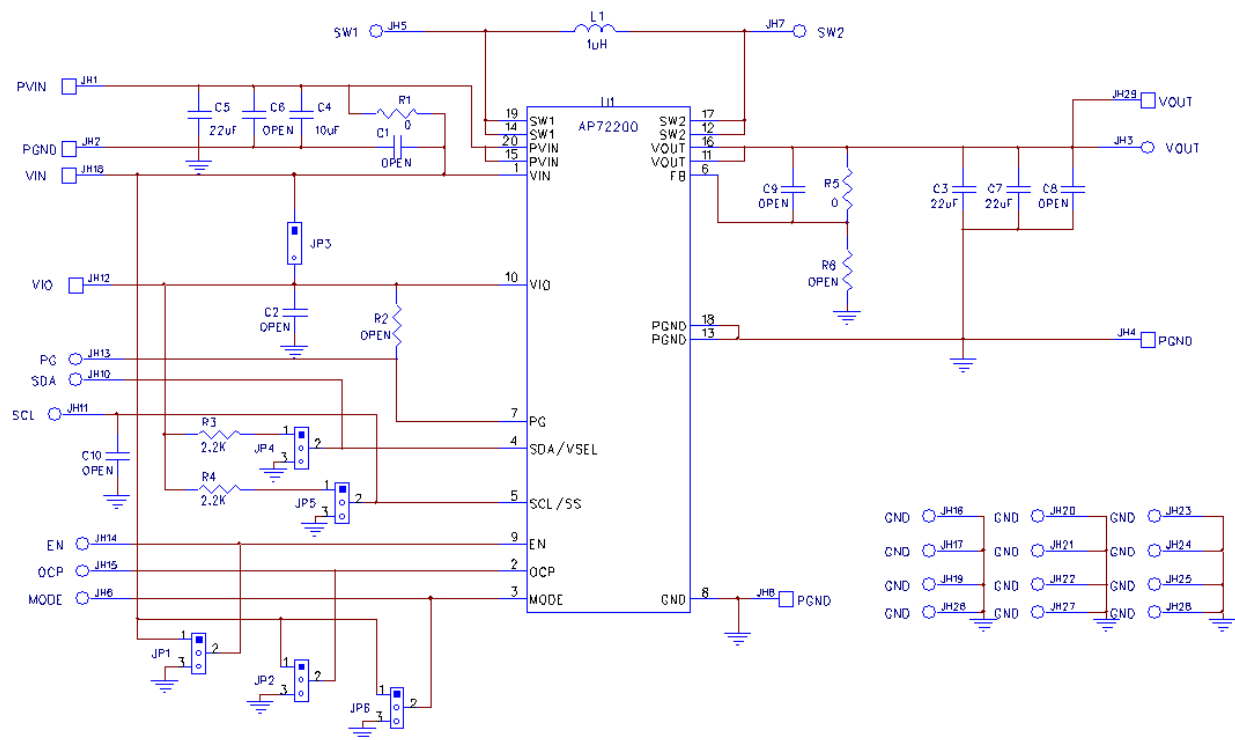 L1
SW1 JH5 JH7 SW2
1uH
PVIN JH1
C5 C6 C4 R1
22uF OPEN 10uF 0
C1
OPEN
PGND JH2
VIN JH18
U1
AP72200
19 SW1 SW2 17
14 SW1 SW2 12
20 PVIN VOUT 16
15 PVIN VOUT 11
1 VIN FB 6
JH29 VOUT
JH3 VOUT
C9 R5 C3 C7 C8
OPEN 0 22uF 22uF OPEN
R6
OPEN
JP3
VIO JH12 10 VIO
C2 R2
OPEN OPEN
PGND 18
PGND 13
JH4 PGND
PG JH13
SDA JH10
SCL JH11
7 PG
R3 1
2.2K JP4 2 4 SDA/VSEL
3
C10
OPEN
R4 1
2.2K JP5 2 5 SCL/SS
3
EN JH14 9 EN
OCP JH15 2 OCP
MODE JH6 3 MODE
GND 8 JH8 PGND
1
JP1 2
3
1
JP2 2
3
1
JP6 2
3
GND JH16 GND JH20 GND JH23
GND JH17 GND JH21 GND JH24
GND JH19 GND JH22 GND JH25
GND JH26 GND JH27 GND JH28